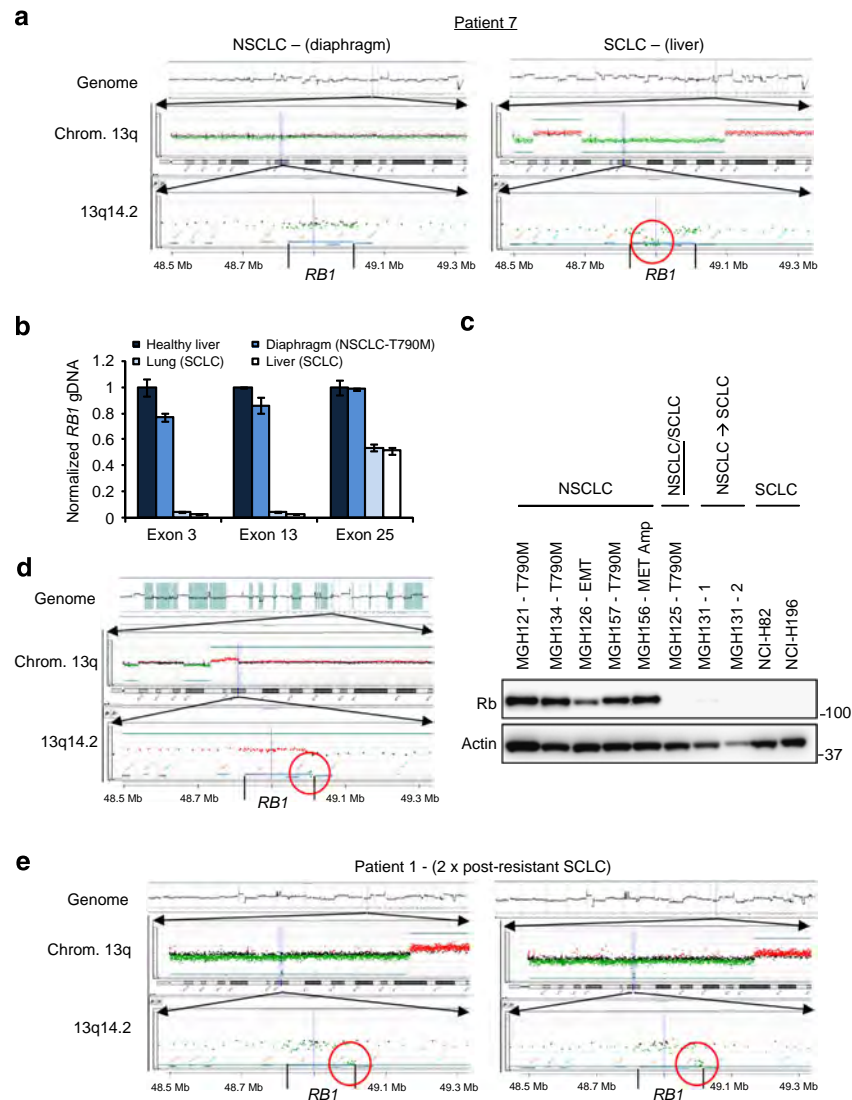 a
Patient 7
NSCLC – (diaphragm)
SCLC – (liver)
Genome
Chrom. 13q
13q14.2
48.5 Mb 48.7 Mb 49.1 Mb 49.3 Mb
RB1
48.5 Mb 48.7 Mb 49.1 Mb 49.3 Mb
RB1
b
Healthy liver
Diaphragm (NSCLC-T790M)
Lung (SCLC)
Liver (SCLC)
Normalized RB1 gDNA
1.2
1
0.8
0.6
0.4
0.2
0
Exon 3 Exon 13 Exon 25
c
NSCLC
NSCLC/SCLC
NSCLC → SCLC
SCLC
MGH121 - T790M
MGH134 - T790M
MGH126 - EMT
MGH157 - T790M
MGH156 - MET Amp
MGH125 - T790M
MGH131 - 1
MGH131 - 2
NCI-H82
NCI-H196
Rb
-100
Actin
-37
d
Genome
Chrom. 13q
13q14.2
48.5 Mb 48.7 Mb 49.1 Mb 49.3 Mb
RB1
e
Patient 1 - (2 x post-resistant SCLC)
Genome
Chrom. 13q
13q14.2
48.5 Mb 48.7 Mb 49.1 Mb 49.3 Mb
RB1
48.5 Mb 48.7 Mb 49.1 Mb 49.3 Mb
RB1